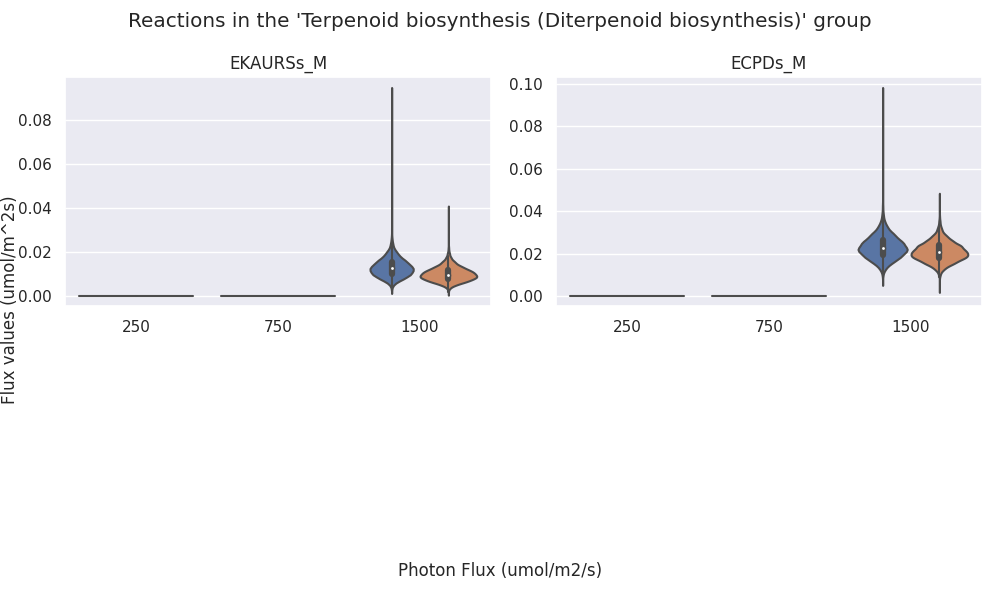 Reactions in the 'Terpenoid biosynthesis (Diterpenoid biosynthesis)' group
EKAURSs_M
0.08
0.06
0.04
0.02
0.00
250 750 1500
ECPDs_M
0.10
0.08
0.06
0.04
0.02
0.00
250 750 1500
Flux values (umol/m^2s)
Photon Flux (umol/m2/s)